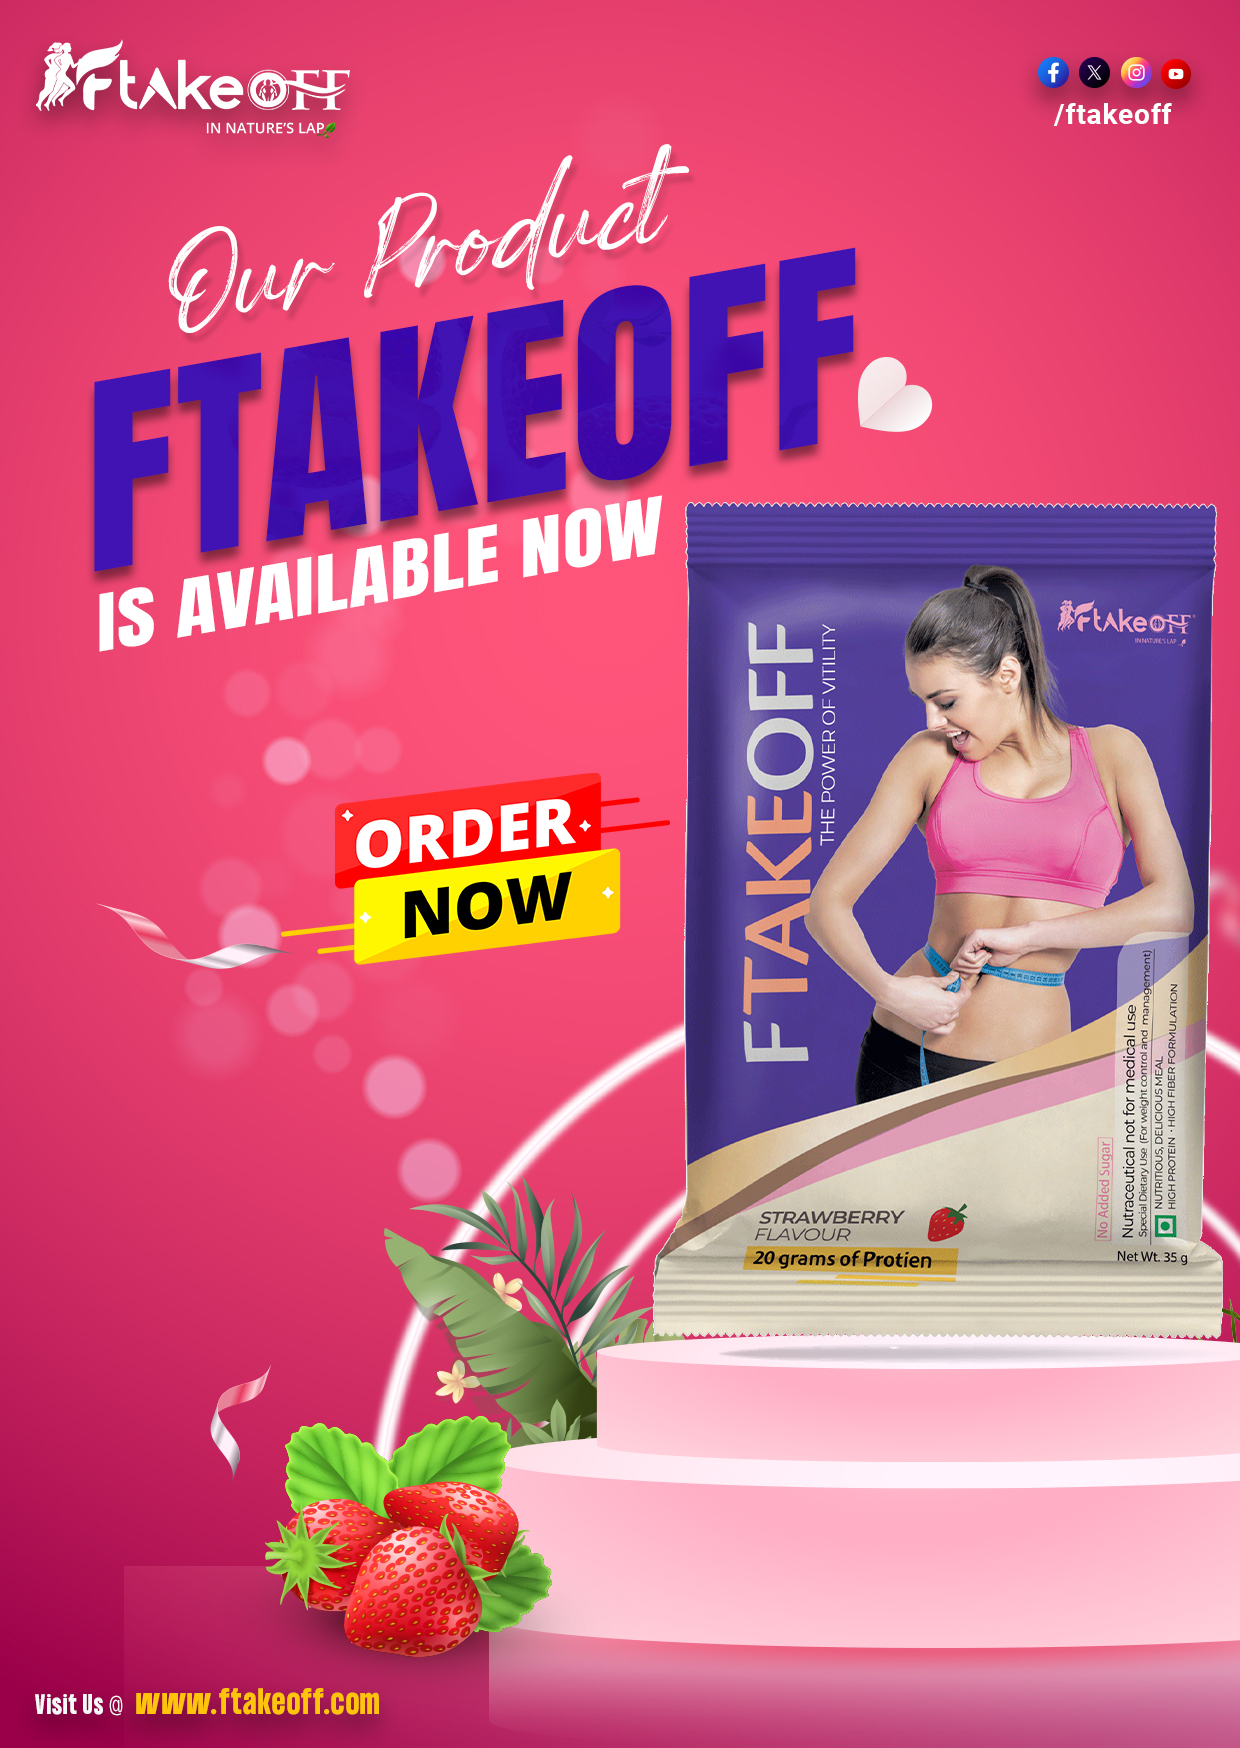 FtAkeOFF
IN NATURE'S LAP
/ftakeoff
Our Product
FTAKEOFF
IS AVAILABLE NOW
ORDER
NOW
FTAKEOFF
THE POWER OF VITILITY
FtAkeOFF
IN NATURE'S LAP
No Added Sugar
Nutraceutical not for medical use
Special Dietary Use (For weight control and management)
NUTRITIOUS, DELICIOUS MEAL
HIGH PROTEIN · HIGH FIBER FORMULATION
STRAWBERRY
FLAVOUR
20 grams of Protien
Net Wt. 35 g
Visit Us @ www.ftakeoff.com